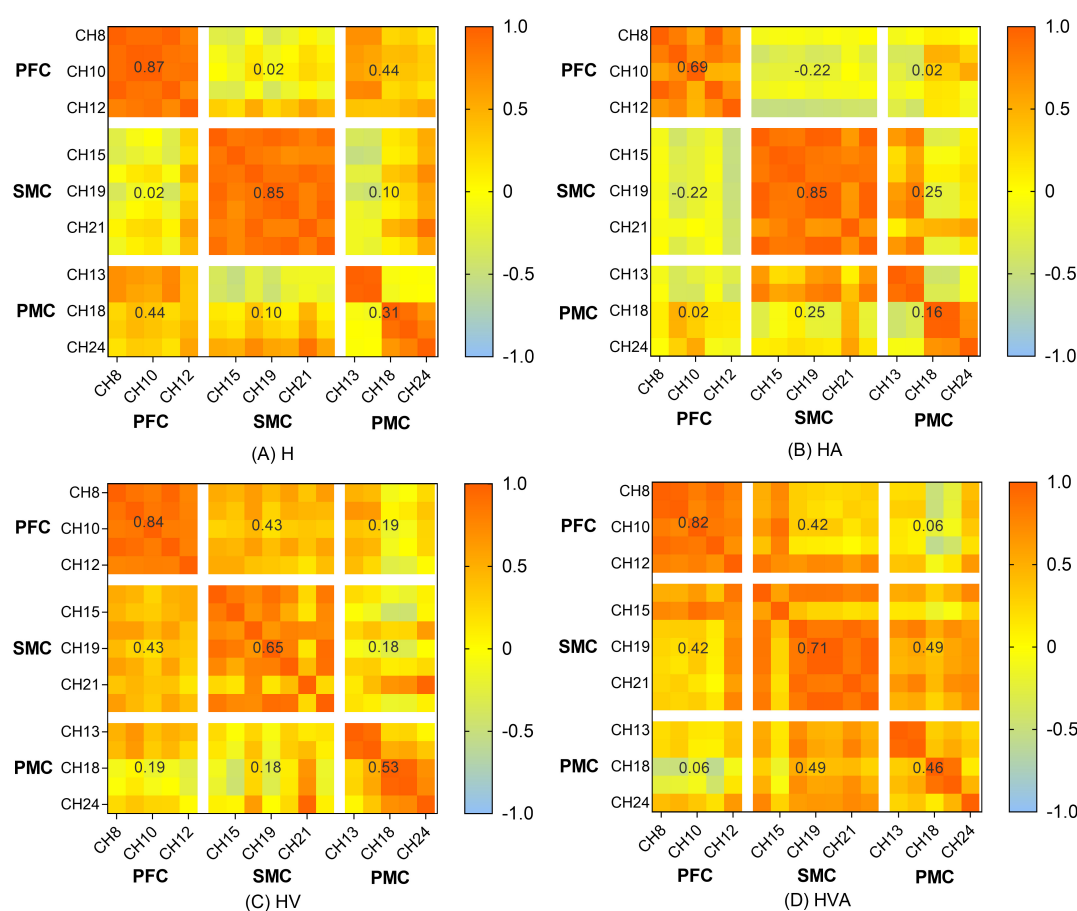 CH8
CH10
CH12
CH15
CH19
CH21
CH13
CH18
CH24
PFC
SMC
PMC
0.87
0.02
0.44
0.02
0.85
0.10
0.44
0.10
0.31
1.0
0.5
0
-0.5
-1.0
CH8
CH10
CH12
CH15
CH19
CH21
CH13
CH18
CH24
PFC
SMC
PMC
(A) H
CH8
CH10
CH12
CH15
CH19
CH21
CH13
CH18
CH24
PFC
SMC
PMC
0.69
-0.22
0.02
-0.22
0.85
0.25
0.02
0.25
0.16
1.0
0.5
0
-0.5
-1.0
CH8
CH10
CH12
CH15
CH19
CH21
CH13
CH18
CH24
PFC
SMC
PMC
(B) HA
CH8
CH10
CH12
CH15
CH19
CH21
CH13
CH18
CH24
PFC
SMC
PMC
0.84
0.43
0.19
0.43
0.65
0.18
0.19
0.18
0.53
1.0
0.5
0
-0.5
-1.0
CH8
CH10
CH12
CH15
CH19
CH21
CH13
CH18
CH24
PFC
SMC
PMC
(C) HV
CH8
CH10
CH12
CH15
CH19
CH21
CH13
CH18
CH24
PFC
SMC
PMC
0.82
0.42
0.06
0.42
0.71
0.49
0.06
0.49
0.46
1.0
0.5
0
-0.5
-1.0
CH8
CH10
CH12
CH15
CH19
CH21
CH13
CH18
CH24
PFC
SMC
PMC
(D) HVA